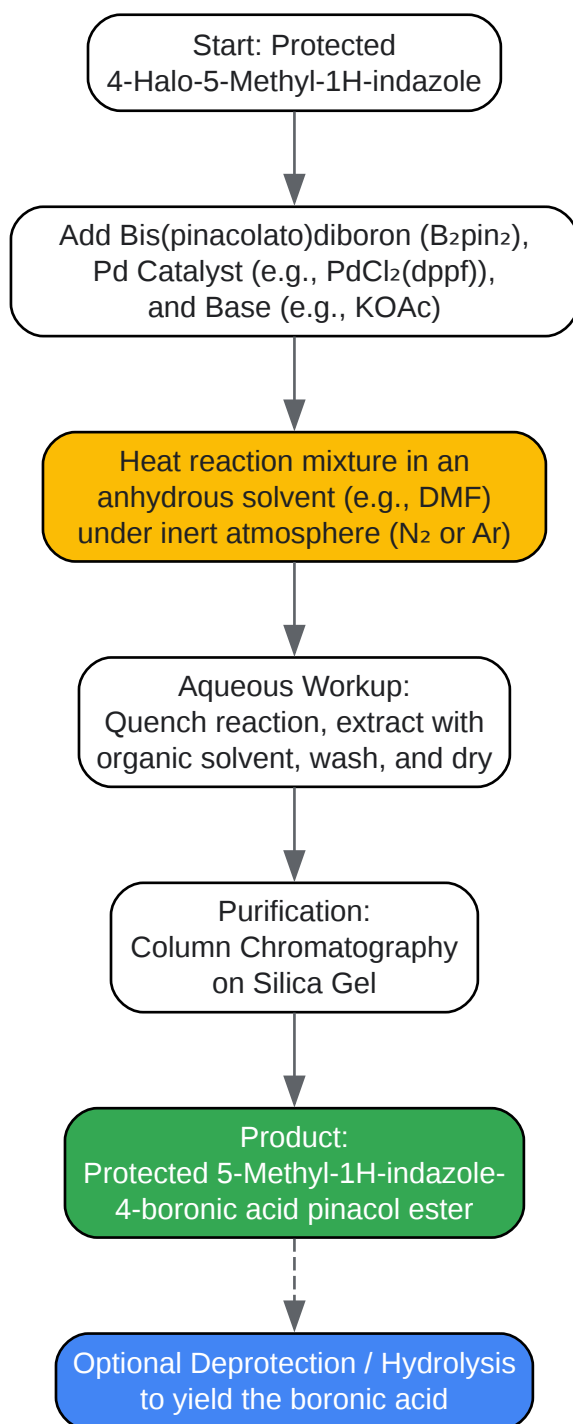 Start: Protected
4-Halo-5-Methyl-1H-indazole
Add Bis(pinacolato)diboron (B₂pin₂),
Pd Catalyst (e.g., PdCl₂(dppf)),
and Base (e.g., KOAc)
Heat reaction mixture in an
anhydrous solvent (e.g., DMF)
under inert atmosphere (N₂ or Ar)
Aqueous Workup:
Quench reaction, extract with
organic solvent, wash, and dry
Purification:
Column Chromatography
on Silica Gel
Product:
Protected 5-Methyl-1H-indazole-
4-boronic acid pinacol ester
Optional Deprotection / Hydrolysis
to yield the boronic acid